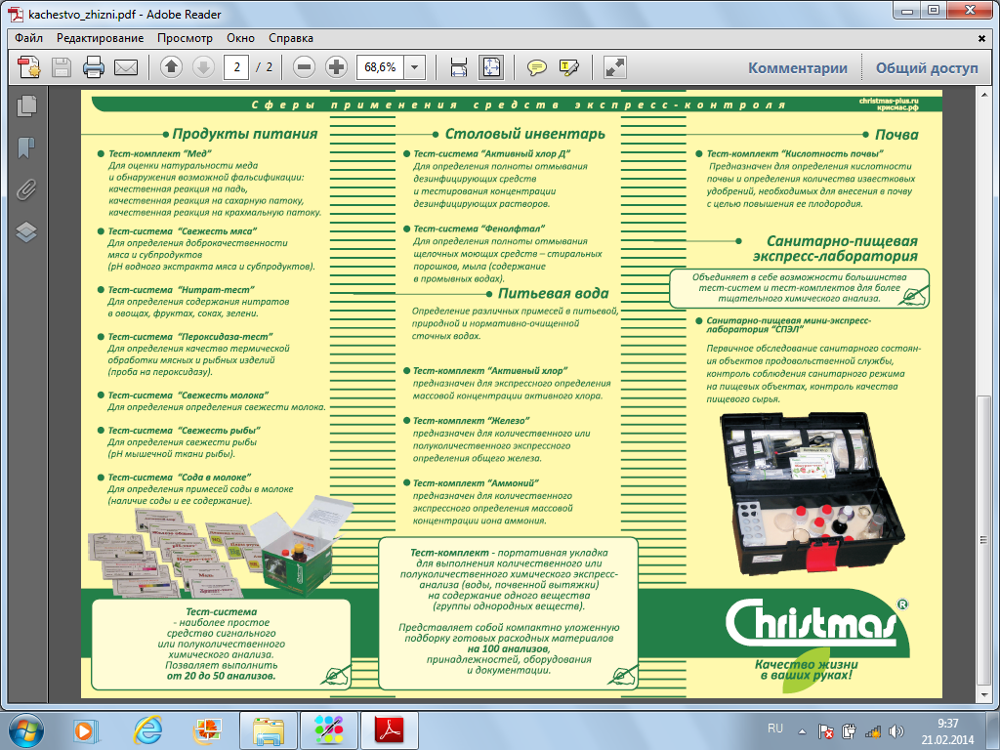 kachestvo_zhizni.pdf - Adobe Reader
Файл Редактирование Просмотр Окно Справка
2 / 2 68,6% Комментарии Общий доступ
Сферы применения средств экспресс-контроля
christmas-plus.ru
крисмас.рф
Продукты питания
Тест-комплект "Мед"
Для оценки натуральности меда
и обнаружения возможной фальсификации:
качественная реакция на падь,
качественная реакция на сахарную патоку,
качественная реакция на крахмальную патоку.
Тест-система "Свежесть мяса"
Для определения доброкачественности
мяса и субпродуктов
(pH водного экстракта мяса и субпродуктов).
Тест-система "Нитрат-тест"
Для определения содержания нитратов
в овощах, фруктах, соках, зелени.
Тест-система "Пероксидаза-тест"
Для определения качество термической
обработки мясных и рыбных изделий
(проба на пероксидазу).
Тест-система "Свежесть молока"
Для определения определения свежести молока.
Тест-система "Свежесть рыбы"
Для определения свежести рыбы
(pH мышечной ткани рыбы).
Тест-система "Сода в молоке"
Для определения примесей соды в молоке
(наличие соды и ее содержание).
Тест-система
- наиболее простое
средство сигнального
или полуколичественного
химического анализа.
Позволяет выполнить
от 20 до 50 анализов.
Столовый инвентарь
Тест-система "Активный хлор Д"
Для определения полноты отмывания
дезинфицирующих средств
и тестирования концентрации
дезинфицирующих растворов.
Тест-система "Фенолфтал"
Для определения полноты отмывания
щелочных моющих средств – стиральных
порошков, мыла (содержание
в промывных водах).
Питьевая вода
Определение различных примесей в питьевой,
природной и нормативно-очищенной
сточных водах.
Тест-комплект "Активный хлор"
предназначен для экспрессного определения
массовой концентрации активного хлора.
Тест-комплект "Железо"
предназначен для количественного или
полуколичественного экспрессного
определения общего железа.
Тест-комплект "Аммоний"
предназначен для количественного
экспрессного определения массовой
концентрации иона аммония.
Тест-комплект - портативная укладка
для выполнения количественного или
полуколичественного химического экспресс-
анализа (воды, почвенной вытяжки)
на содержание одного вещества
(группы однородных веществ).
Представляет собой компактно уложенную
подборку готовых расходных материалов
на 100 анализов,
принадлежностей, оборудования
и документации.
Почва
Тест-комплект "Кислотность почвы"
Предназначен для определения кислотности
почвы и определения количества известковых
удобрений, необходимых для внесения в почву
с целью повышения ее плодородия.
Санитарно-пищевая
экспресс-лаборатория
Объединяет в себе возможности большинства
тест-систем и тест-комплектов для более
тщательного химического анализа.
Санитарно-пищевая мини-экспресс-
лаборатория "СПЭЛ"
Первичное обследование санитарного состоян-
ия объектов продовольственной службы,
контроль соблюдения санитарного режима
на пищевых объектах, контроль качества
пищевого сырья.
Christmas ®
Качество жизни
в ваших руках!
RU
9:37
21.02.2014